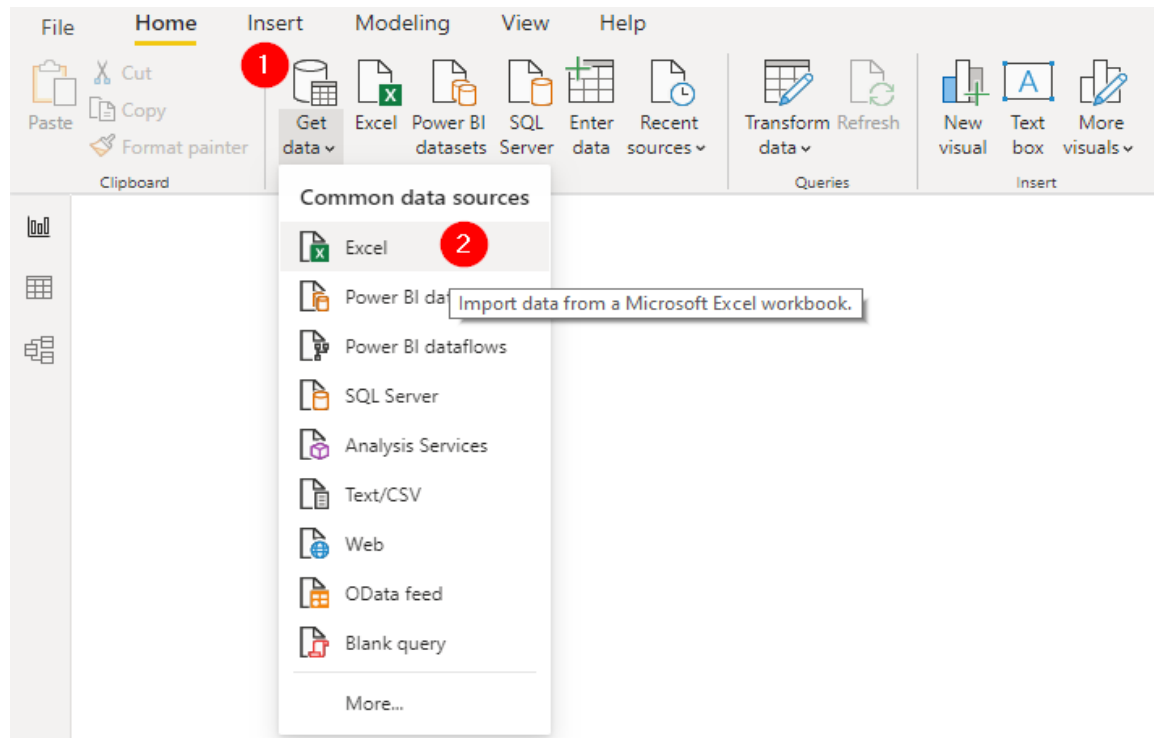 File Home Insert Modeling View Help
1
Cut
Copy
Format painter
Paste
Clipboard
Get data
Excel
Power BI datasets
SQL Server
Enter data
Recent sources
Transform data
Refresh
Queries
New visual
Text box
More visuals
Insert
Common data sources
Excel 2
Power BI dat
Import data from a Microsoft Excel workbook.
Power BI dataflows
SQL Server
Analysis Services
Text/CSV
Web
OData feed
Blank query
More...